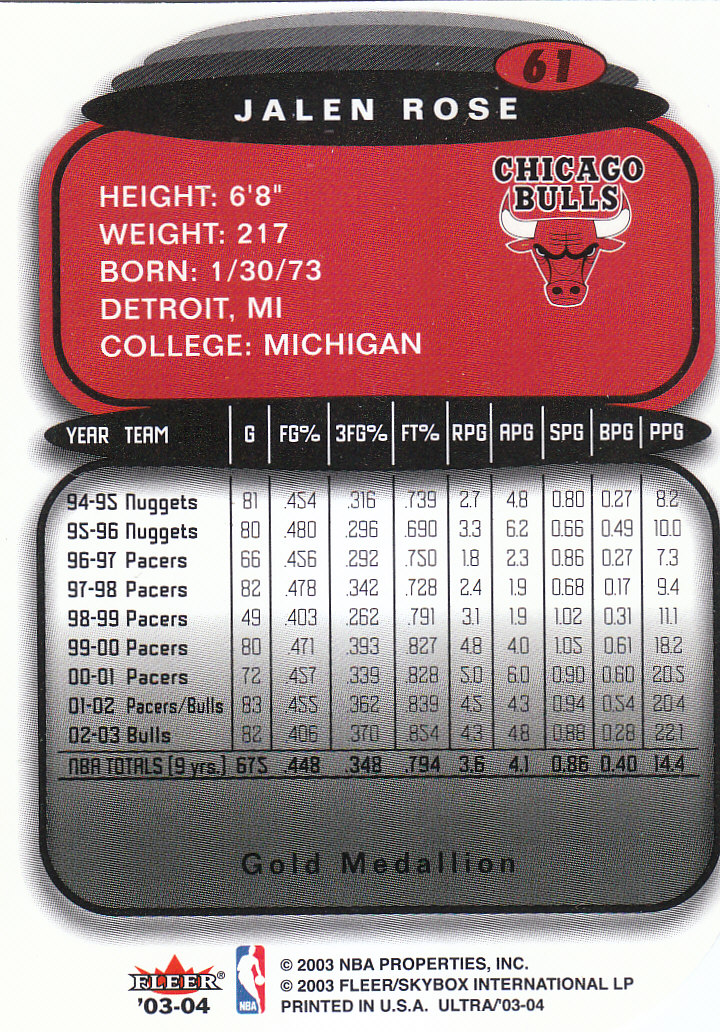 61
JALEN ROSE
CHICAGO
BULLS
HEIGHT: 6'8"
WEIGHT: 217
BORN: 1/30/73
DETROIT, MI
COLLEGE: MICHIGAN
YEAR TEAM G FG% 3FG% FT% RPG APG SPG BPG PPG
94-95 Nuggets 81 .454 .316 .739 2.7 4.8 0.80 0.27 8.2
95-96 Nuggets 80 .480 .296 .690 3.3 6.2 0.66 0.49 10.0
96-97 Pacers 66 .456 .292 .750 1.8 2.3 0.86 0.27 7.3
97-98 Pacers 82 .478 .342 .728 2.4 1.9 0.68 0.17 9.4
98-99 Pacers 49 .403 .262 .791 3.1 1.9 1.02 0.31 11.1
99-00 Pacers 80 .471 .393 .827 4.8 4.0 1.05 0.61 18.2
00-01 Pacers 72 .457 .339 .828 5.0 6.0 0.90 0.60 20.5
01-02 Pacers/Bulls 83 .455 .362 .839 4.5 4.3 0.94 0.54 20.4
02-03 Bulls 82 .406 .370 .854 4.3 4.8 0.88 0.28 22.1
NBA TOTALS (9 yrs.) 675 .448 .348 .794 3.6 4.1 0.86 0.40 14.4
Gold Medallion
FLEER®
'03-04
NBA
© 2003 NBA PROPERTIES, INC.
© 2003 FLEER/SKYBOX INTERNATIONAL LP
PRINTED IN U.S.A. ULTRA/'03-04